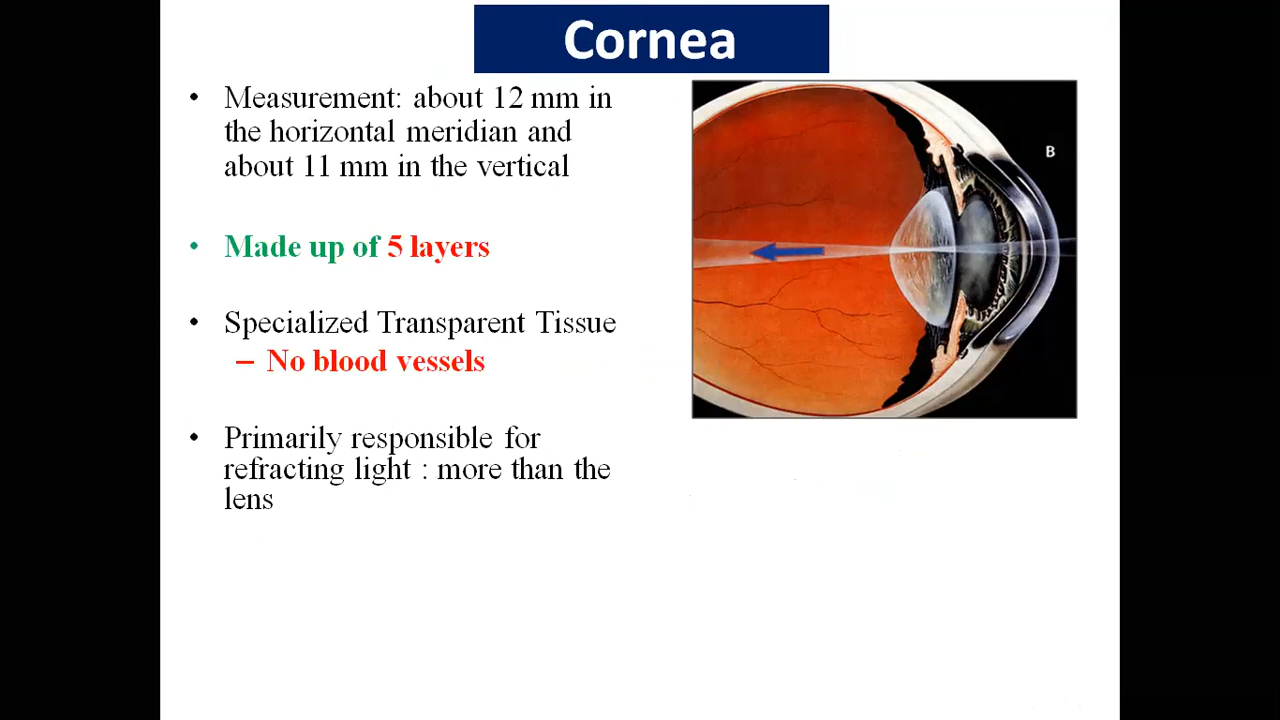 Cornea
• Measurement: about 12 mm in
the horizontal meridian and
about 11 mm in the vertical
• Made up of 5 layers
• Specialized Transparent Tissue
– No blood vessels
• Primarily responsible for
refracting light : more than the
lens
B